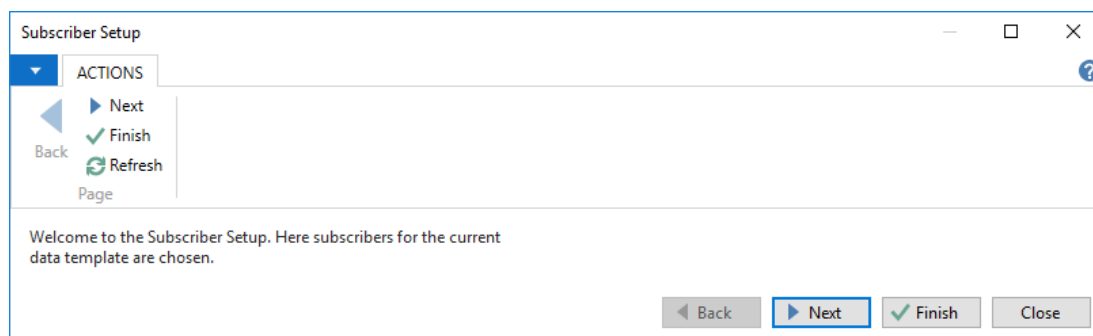 Subscriber Setup
ACTIONS
?
Back
Next
Finish
Refresh
Page
Welcome to the Subscriber Setup. Here subscribers for the current
data template are chosen.
Back Next Finish Close